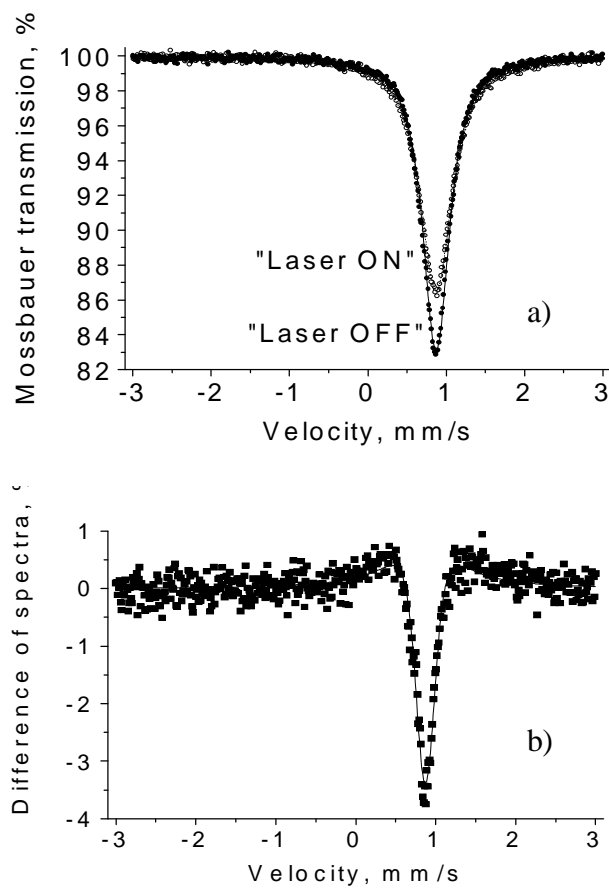 Mossbauer transmission, %
100
98
96
94
92
90
88
86
84
82
"Laser ON"
"Laser OFF"
a)
-3 -2 -1 0 1 2 3
Velocity, mm/s
Difference of spectra,
1
0
-1
-2
-3
-4
b)
-3 -2 -1 0 1 2 3
Velocity, mm/s